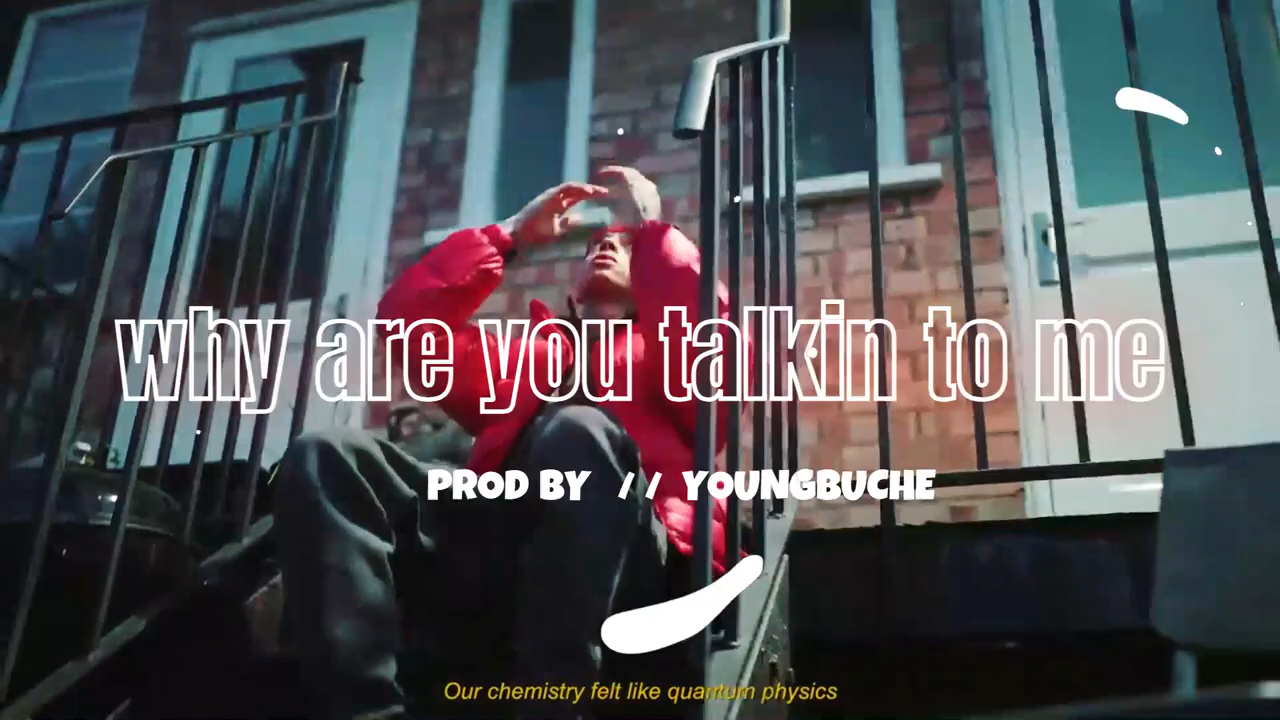 why are you talkin to me
PROD BY // YOUNGBUCHE
Our chemistry felt like quantum physics